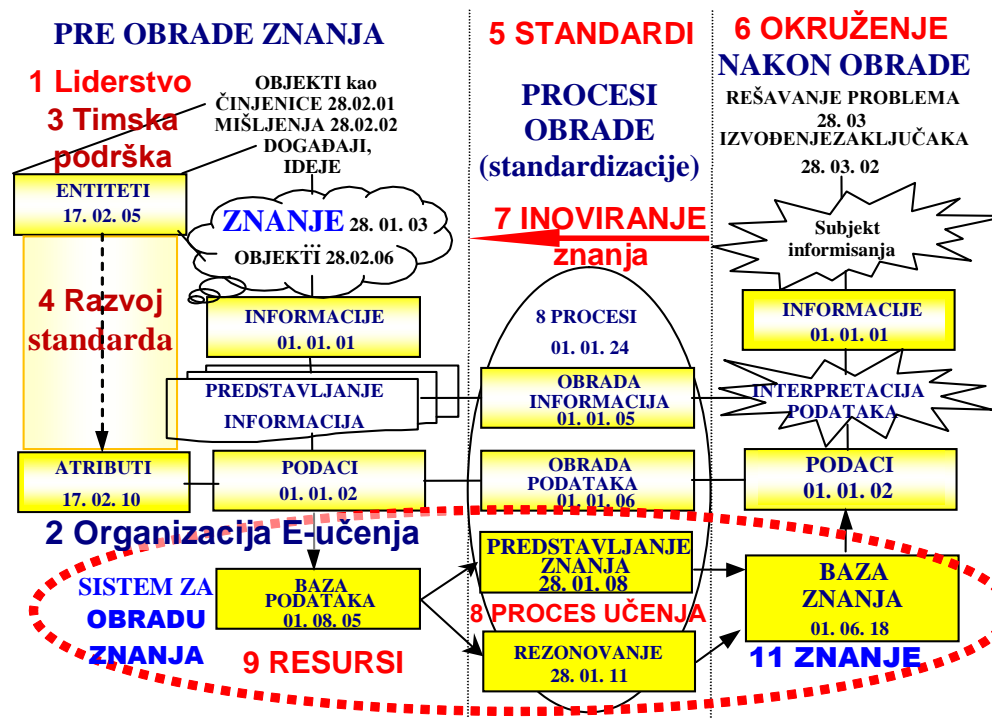 PRE OBRADE ZNANJA
1 Liderstvo
3 Timska
podrška
OBJEKTI kao
ČINJENICE 28.02.01
MIŠLJENJA 28.02.02
DOGAĐAJI,
IDEJE
ENTITETI
17. 02. 05
ZNANJE 28. 01. 03
...
OBJEKTI 28.02.06
4 Razvoj
standarda
INFORMACIJE
01. 01. 01
PREDSTAVLJANJE
INFORMACIJA
ATRIBUTI
17. 02. 10
PODACI
01. 01. 02
5 STANDARDI
PROCESI
OBRADE
(standardizacije)
7 INOVIRANJE
znanja
8 PROCESI
01. 01. 24
OBRADA
INFORMACIJA
01. 01. 05
OBRADA
PODATAKA
01. 01. 06
6 OKRUŽENJE
NAKON OBRADE
REŠAVANJE PROBLEMA
28. 03
IZVOĐENJEZAKLJUČAKA
28. 03. 02
Subjekt
informisanja
INFORMACIJE
01. 01. 01
INTERPRETACIJA
PODATAKA
PODACI
01. 01. 02
2 Organizacija E-učenja
SISTEM ZA
OBRADU
ZNANJA
BAZA
PODATAKA
01. 08. 05
9 RESURSI
PREDSTAVLJANJE
ZNANJA
28. 01. 08
8 PROCES UČENJA
REZONOVANJE
28. 01. 11
BAZA
ZNANJA
01. 06. 18
11 ZNANJE